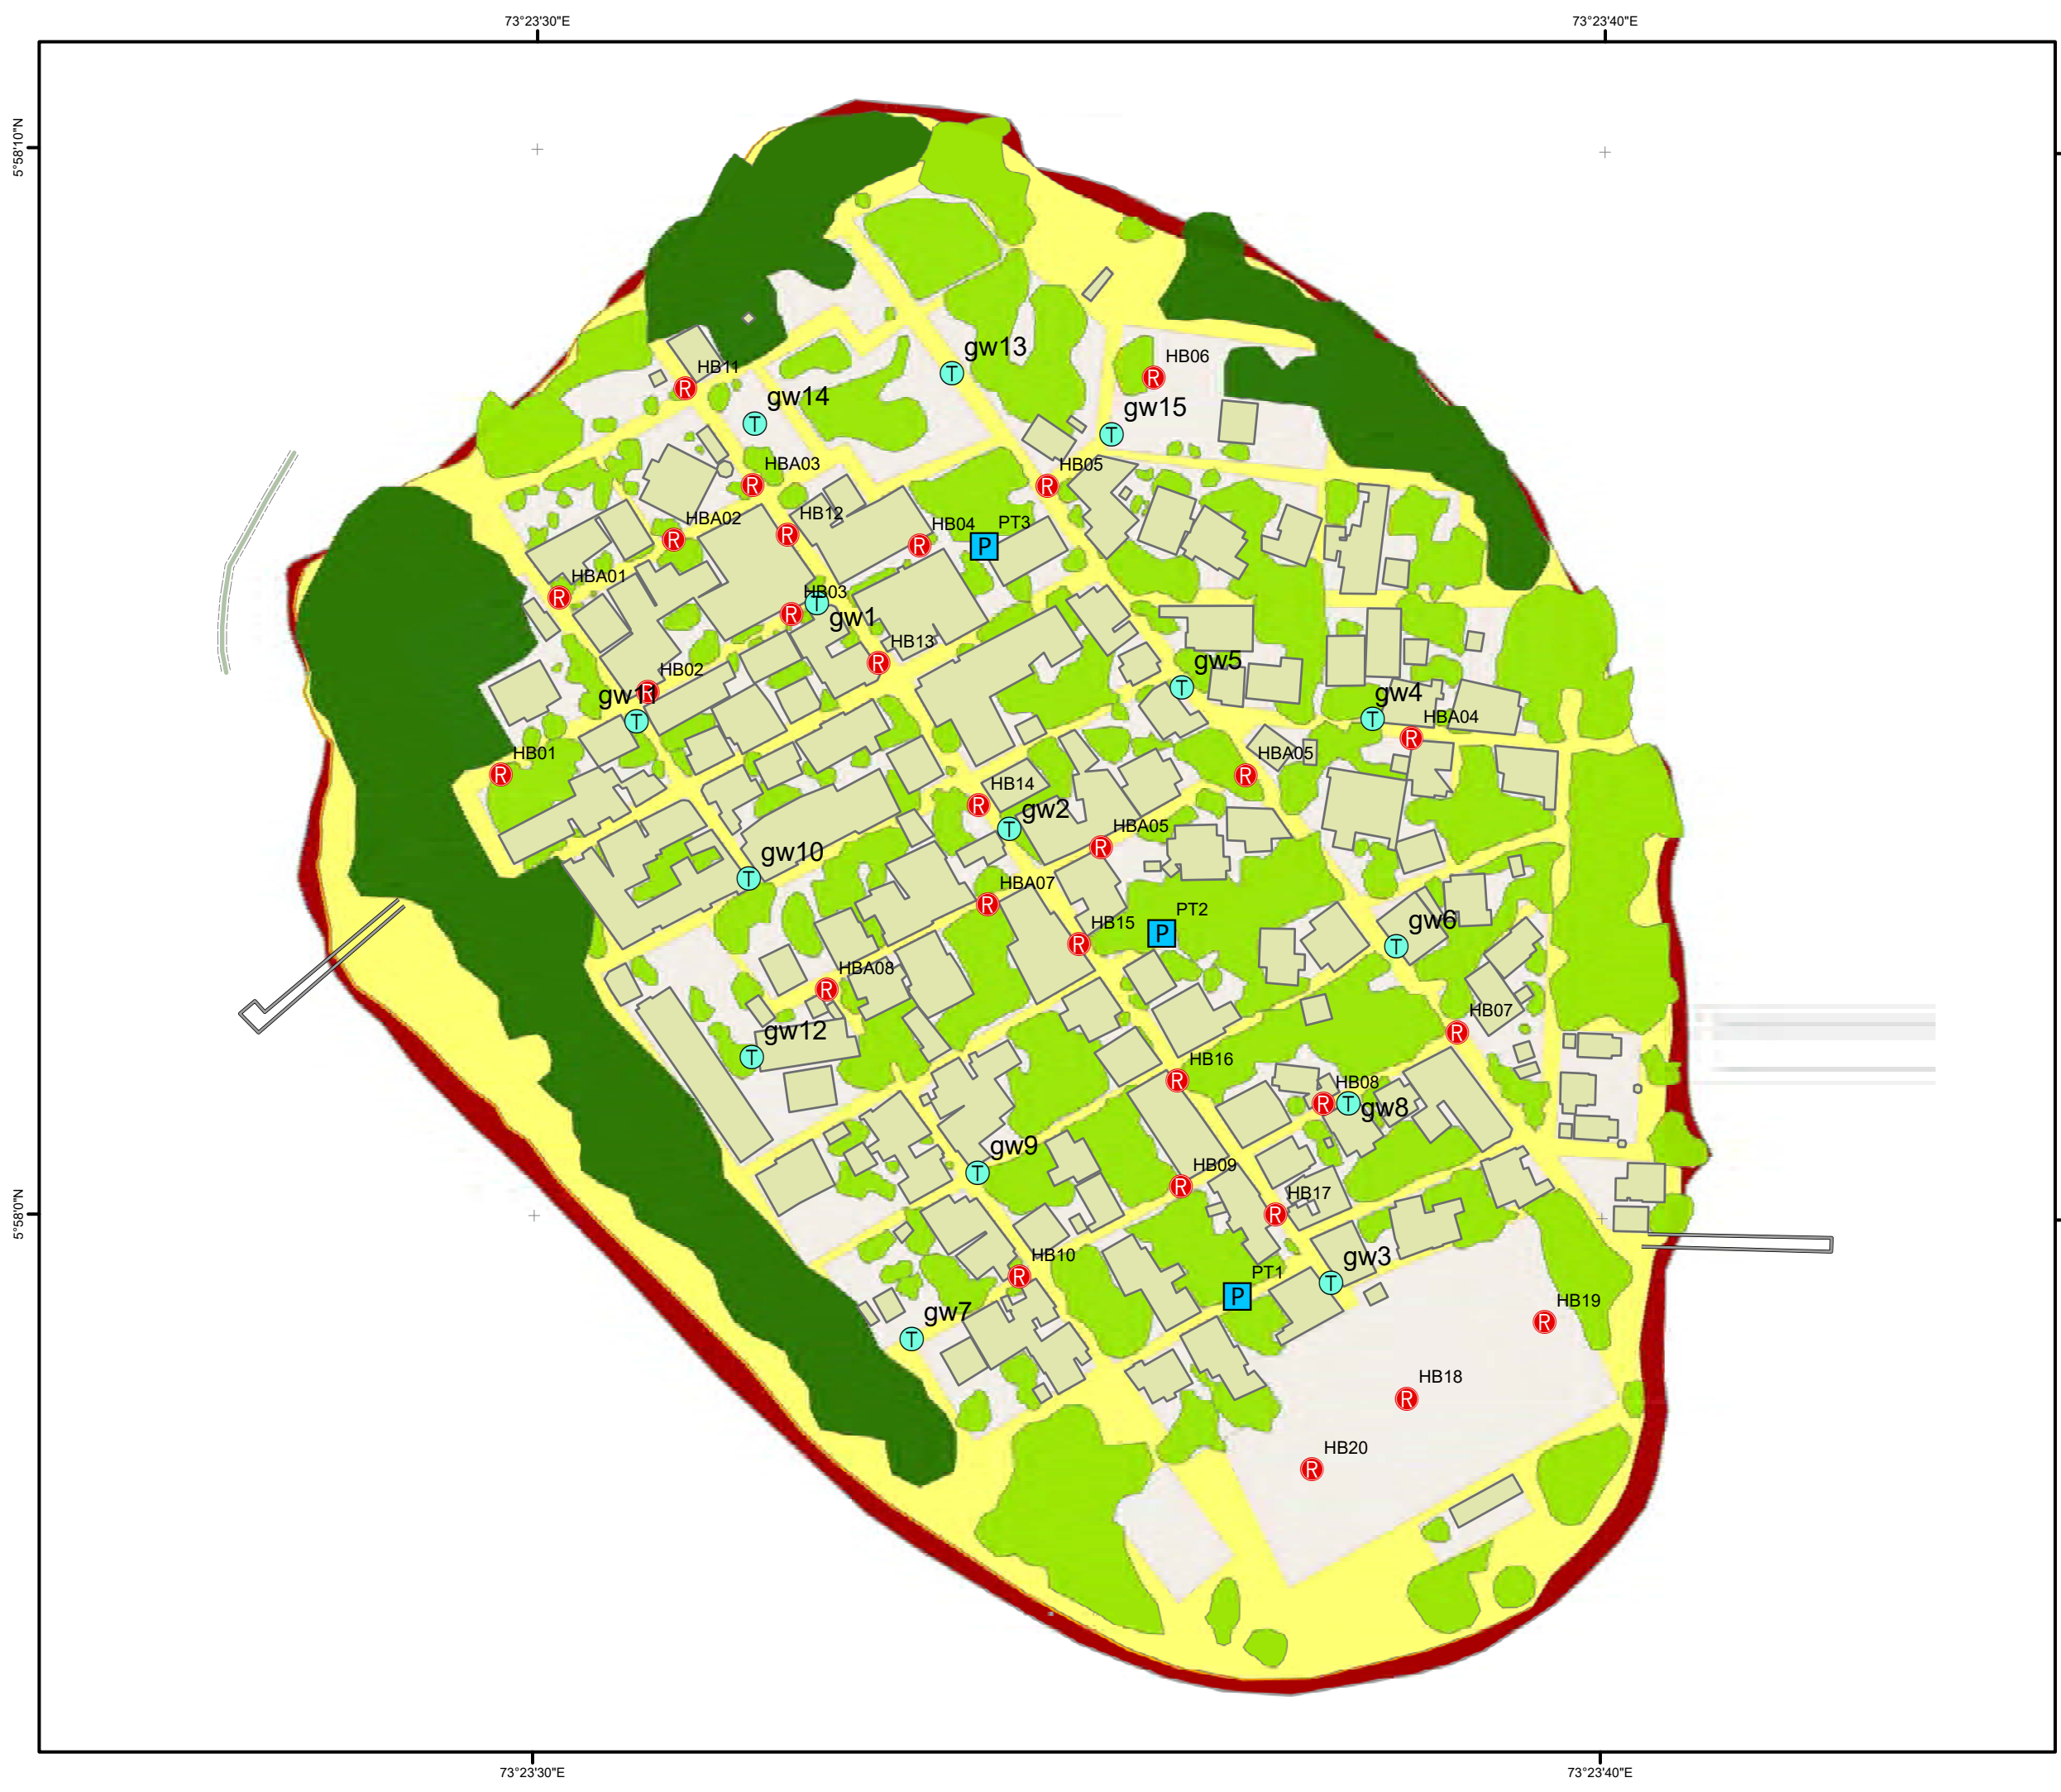 73°23'30"E
73°23'40"E
5°58'10"N
gw13
T
HB06
R
HB11
R
gw14
T
gw15
T
HBA03
R
HB05
R
HBA02
R
HB12
R
HB04
R
PT3
P
HBA01
R
HB03
R
T
gw1
HB13
R
HB02
R
gw11
T
gw5
T
gw4
T
HBA04
R
HB01
R
HBA05
R
HB14
R
gw2
T
HBA05
R
gw10
T
HBA07
R
HB15
R
PT2
P
gw6
T
HBA08
R
HB07
R
gw12
T
HB16
R
HB08
R
T
gw8
gw9
T
HB09
R
HB17
R
5°58'0"N
HB10
R
PT1
P
gw3
T
gw7
T
HB19
R
HB18
R
HB20
R
73°23'30"E
73°23'40"E